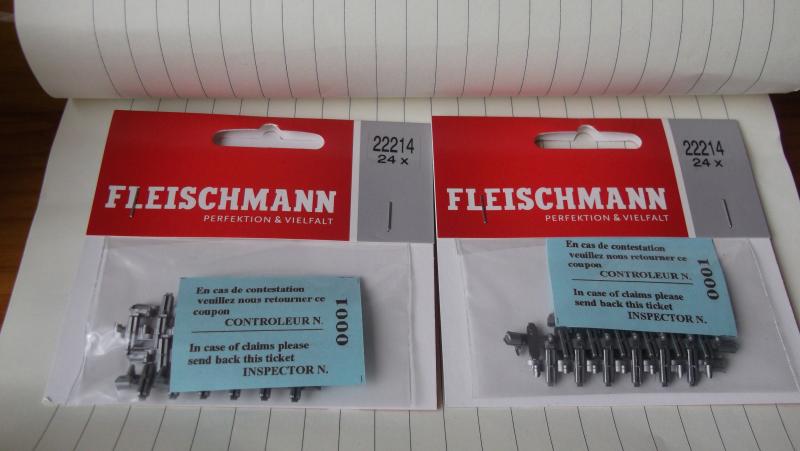 22214
24 x
FLEISCHMANN
PERFEKTION & VIELFALT
En cas de contestation
veuillez nous retourner ce
coupon
CONTROLEUR N.
In case of claims please
send back this ticket
INSPECTOR N.
0001
22214
24 x
FLEISCHMANN
PERFEKTION & VIELFALT
En cas de contestation
veuillez nous retourner ce
coupon
CONTROLEUR N.
In case of claims please
send back this ticket
INSPECTOR N.
0001